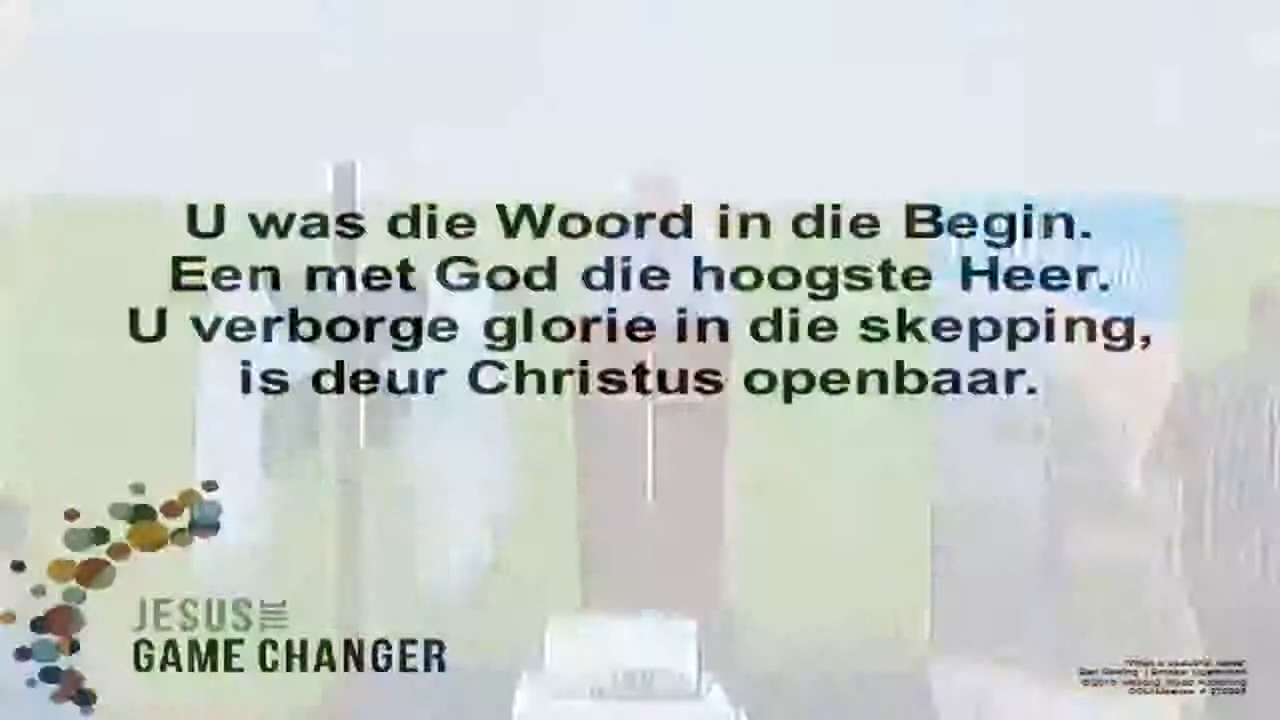 U was die Woord in die Begin.
Een met God die hoogste Heer.
U verborge glorie in die skepping,
is deur Christus openbaar.
JESUS THE
GAME CHANGER